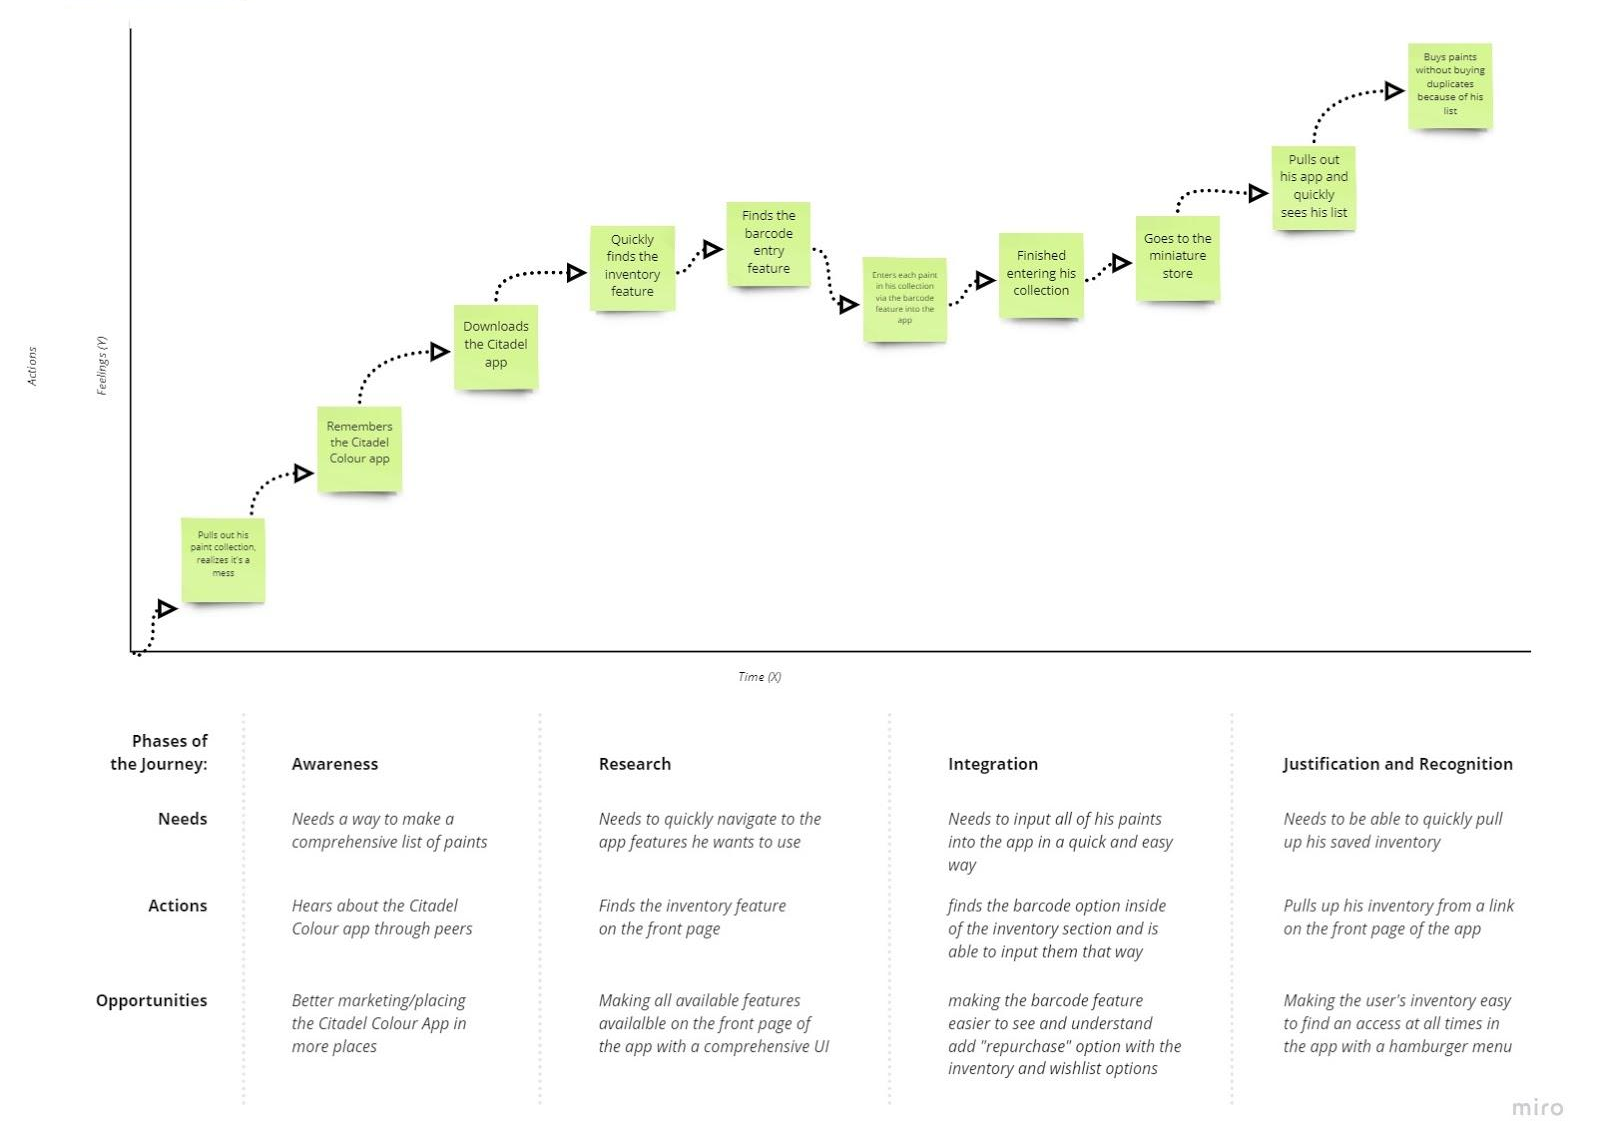 Buys paints
without buying
duplicates
because of his
list
Pulls out
his app and
quickly
sees his list
Finds the
barcode
entry
feature
Quickly
finds the
inventory
feature
Goes to the
miniature
store
Finished
entering his
collection
Enters each paint
in his collection
via the barcode
feature into the
app
Downloads
the Citadel
app
Actions
Feelings (Y)
Remembers
the Citadel
Colour app
Pulls out his
paint collection,
realizes it's a
mess
Time (X)
Phases of
the Journey:
Awareness
Research
Integration
Justification and Recognition
Needs
Needs a way to make a
comprehensive list of paints
Needs to quickly navigate to the
app features he wants to use
Needs to input all of his paints
into the app in a quick and easy
way
Needs to be able to quickly pull
up his saved inventory
Actions
Hears about the Citadel
Colour app through peers
Finds the inventory feature
on the front page
finds the barcode option inside
of the inventory section and is
able to input them that way
Pulls up his inventory from a link
on the front page of the app
Opportunities
Better marketing/placing
the Citadel Colour App in
more places
Making all available features
availalble on the front page of
the app with a comprehensive UI
making the barcode feature
easier to see and understand
add "repurchase" option with the
inventory and wishlist options
Making the user's inventory easy
to find an access at all times in
the app with a hamburger menu
miro